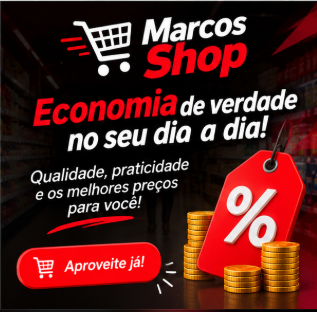 Marcos
Shop
Economia de verdade
no seu dia a dia!
Qualidade, praticidade
e os melhores preços
para você!
%
Aproveite já!